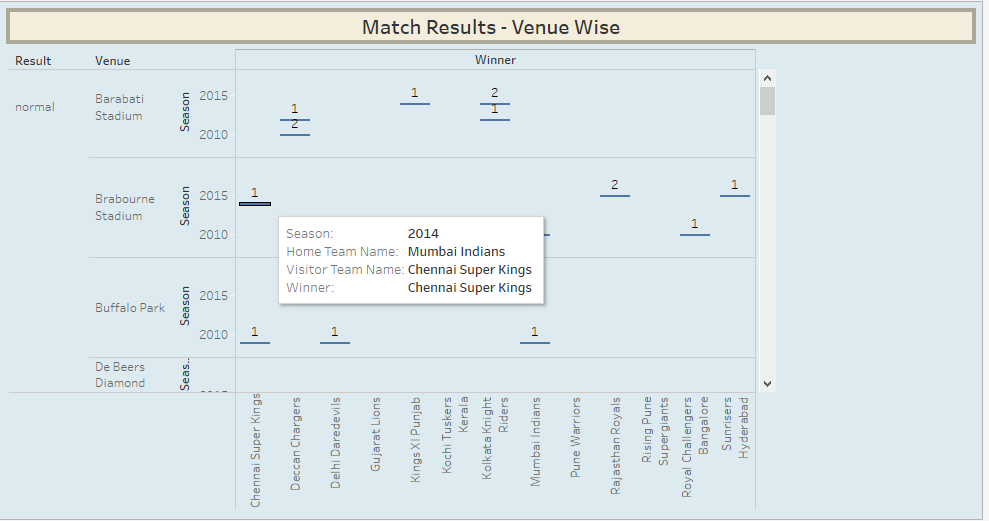 Match Results - Venue Wise
Result
Venue
Winner
normal
Barabati
Stadium
Season
2015
2010
1
2
1
2
1
Brabourne
Stadium
Season
2015
2010
1
2
1
1
Season: 2014
Home Team Name: Mumbai Indians
Visitor Team Name: Chennai Super Kings
Winner: Chennai Super Kings
Buffalo Park
Season
2015
2010
1
1
1
De Beers
Diamond
Seas..
Chennai Super Kings
Deccan Chargers
Delhi Daredevils
Gujarat Lions
Kings XI Punjab
Kochi Tuskers
Kerala
Kolkata Knight
Riders
Mumbai Indians
Pune Warriors
Rajasthan Royals
Rising Pune
Supergiants
Royal Challengers
Bangalore
Sunrisers
Hyderabad